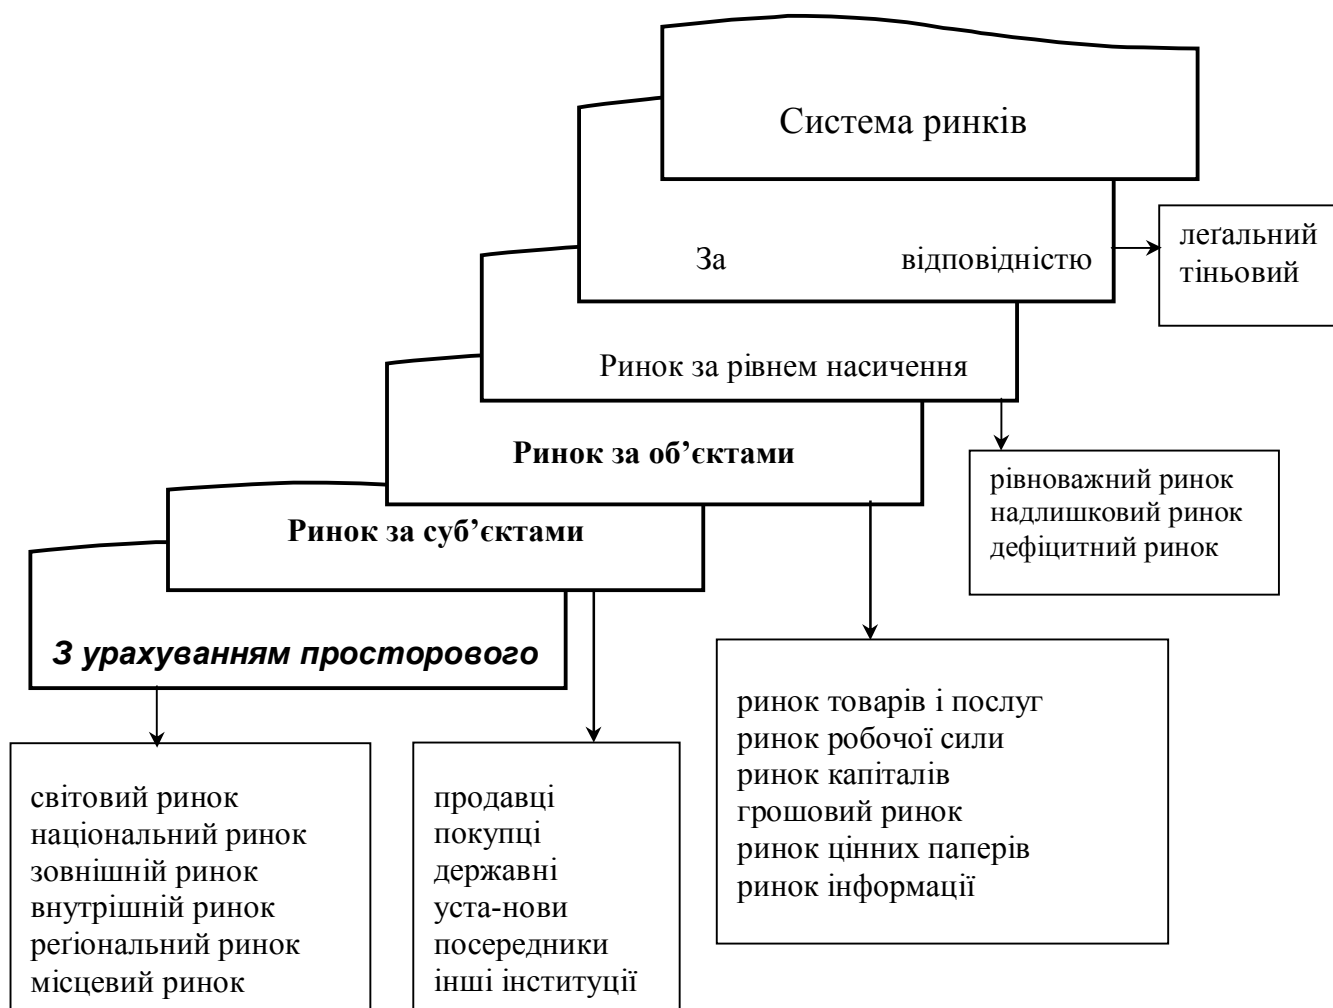 Система ринків
За відповідністю
леґальний
тіньовий
Ринок за рівнем насичення
Ринок за об’єктами
рівноважний ринок
надлишковий ринок
дефіцитний ринок
Ринок за суб’єктами
З урахуванням просторового
ринок товарів і послуг
ринок робочої сили
ринок капіталів
грошовий ринок
ринок цінних паперів
ринок інформації
світовий ринок
національний ринок
зовнішній ринок
внутрішній ринок
реґіональний ринок
місцевий ринок
продавці
покупці
державні
уста-нови
посередники
інші інституції